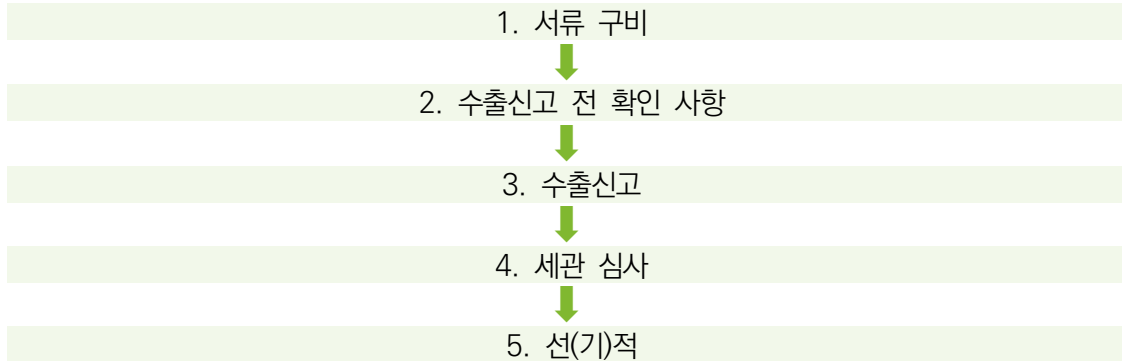 1. 서류 구비
2. 수출신고 전 확인 사항
3. 수출신고
4. 세관 심사
5. 선(기)적